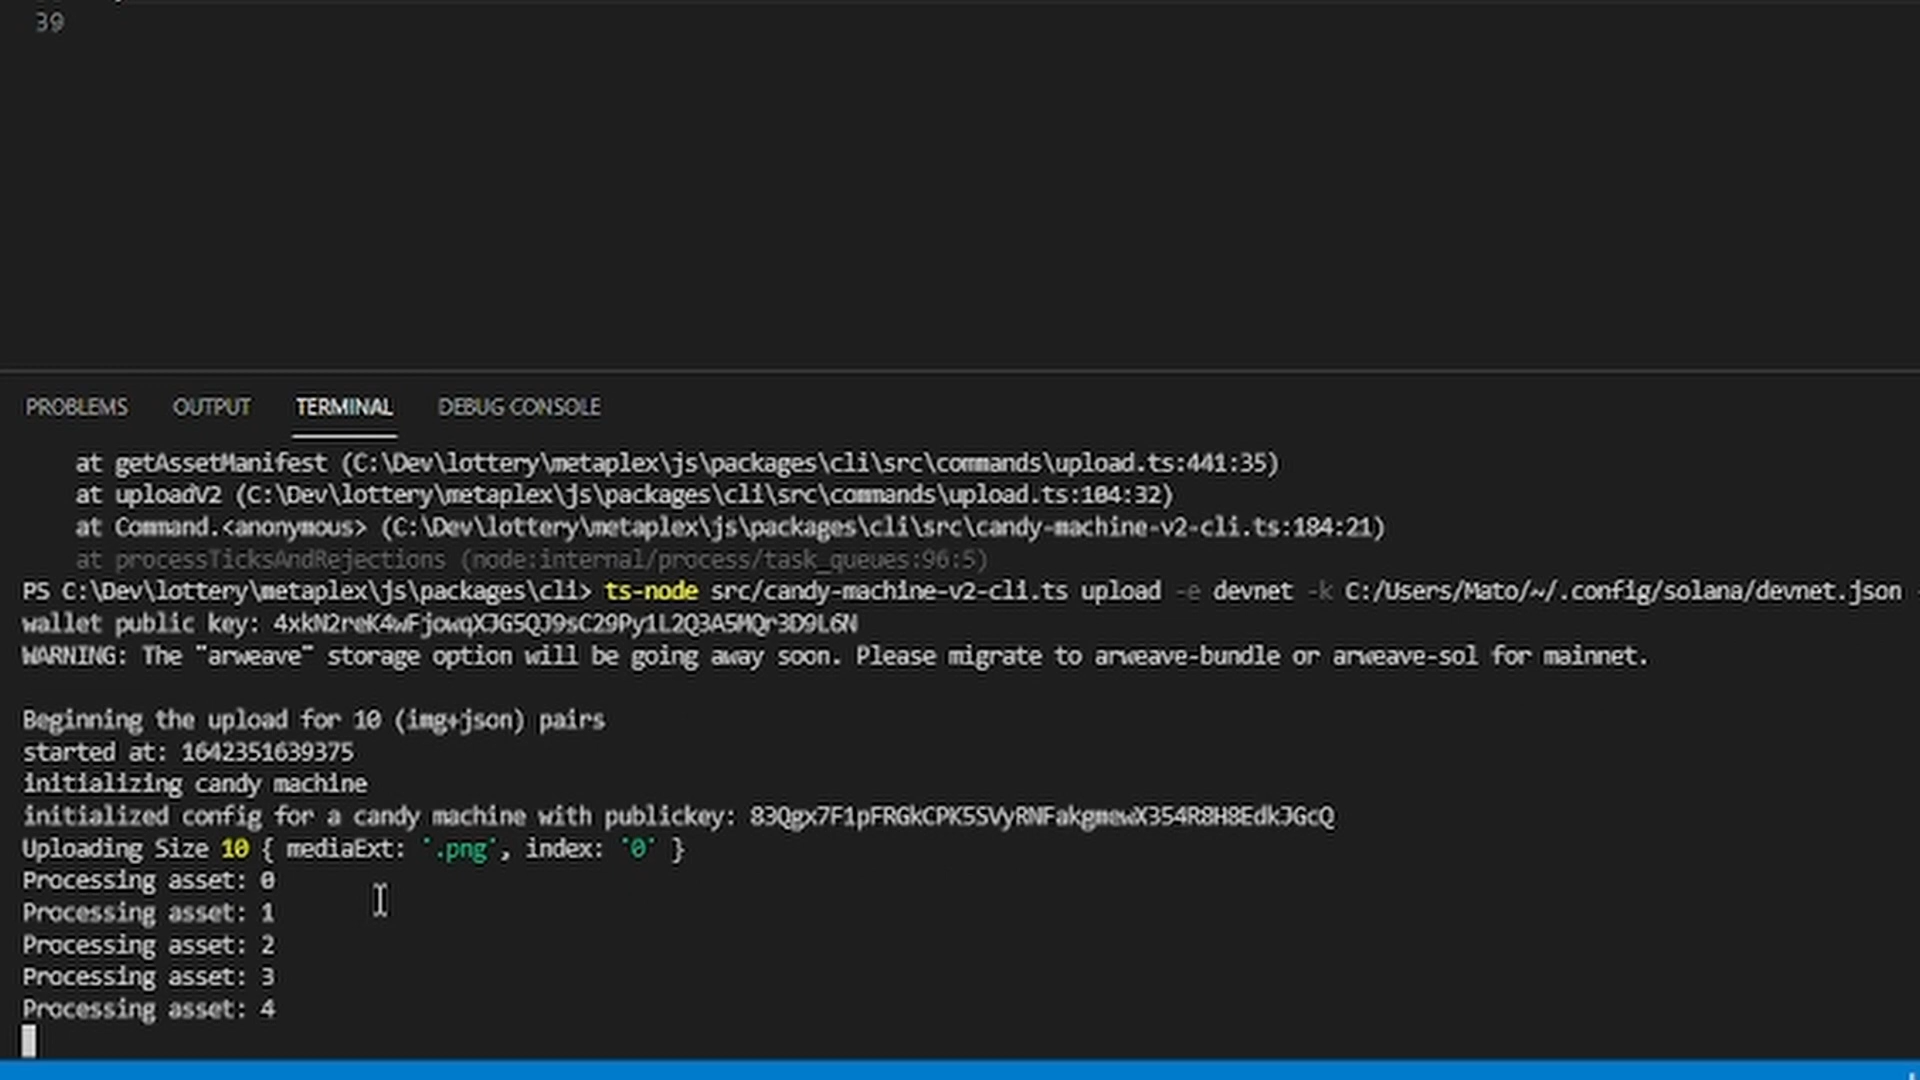 39
PROBLEMS OUTPUT TERMINAL DEBUG CONSOLE
at getAssetManifest (C:\Dev\lottery\metaplex\js\packages\cli\src\commands\upload.ts:441:35)
at uploadV2 (C:\Dev\lottery\metaplex\js\packages\cli\src\commands\upload.ts:104:32)
at Command.<anonymous> (C:\Dev\lottery\metaplex\js\packages\cli\src\candy-machine-v2-cli.ts:184:21)
at processTicksAndRejections (node:internal/process/task_queues:96:5)
PS C:\Dev\lottery\metaplex\js\packages\cli> ts-node src/candy-machine-v2-cli.ts upload -e devnet -k C:/Users/Mato/~/.config/solana/devnet.json
wallet public key: 4xkN2reK4wFjowqXJG5QJ9sC29Py1L2Q3A5MQr3D9L6N
WARNING: The "arweave" storage option will be going away soon. Please migrate to arweave-bundle or arweave-sol for mainnet.
Beginning the upload for 10 (img+json) pairs
started at: 1642351639375
initializing candy machine
initialized config for a candy machine with publickey: 83Qgx7F1pFRGkCPK5SVyRNFakgmewX354R8H8EdkJGcQ
Uploading Size 10 { mediaExt: '.png', index: '0' }
Processing asset: 0
Processing asset: 1
Processing asset: 2
Processing asset: 3
Processing asset: 4